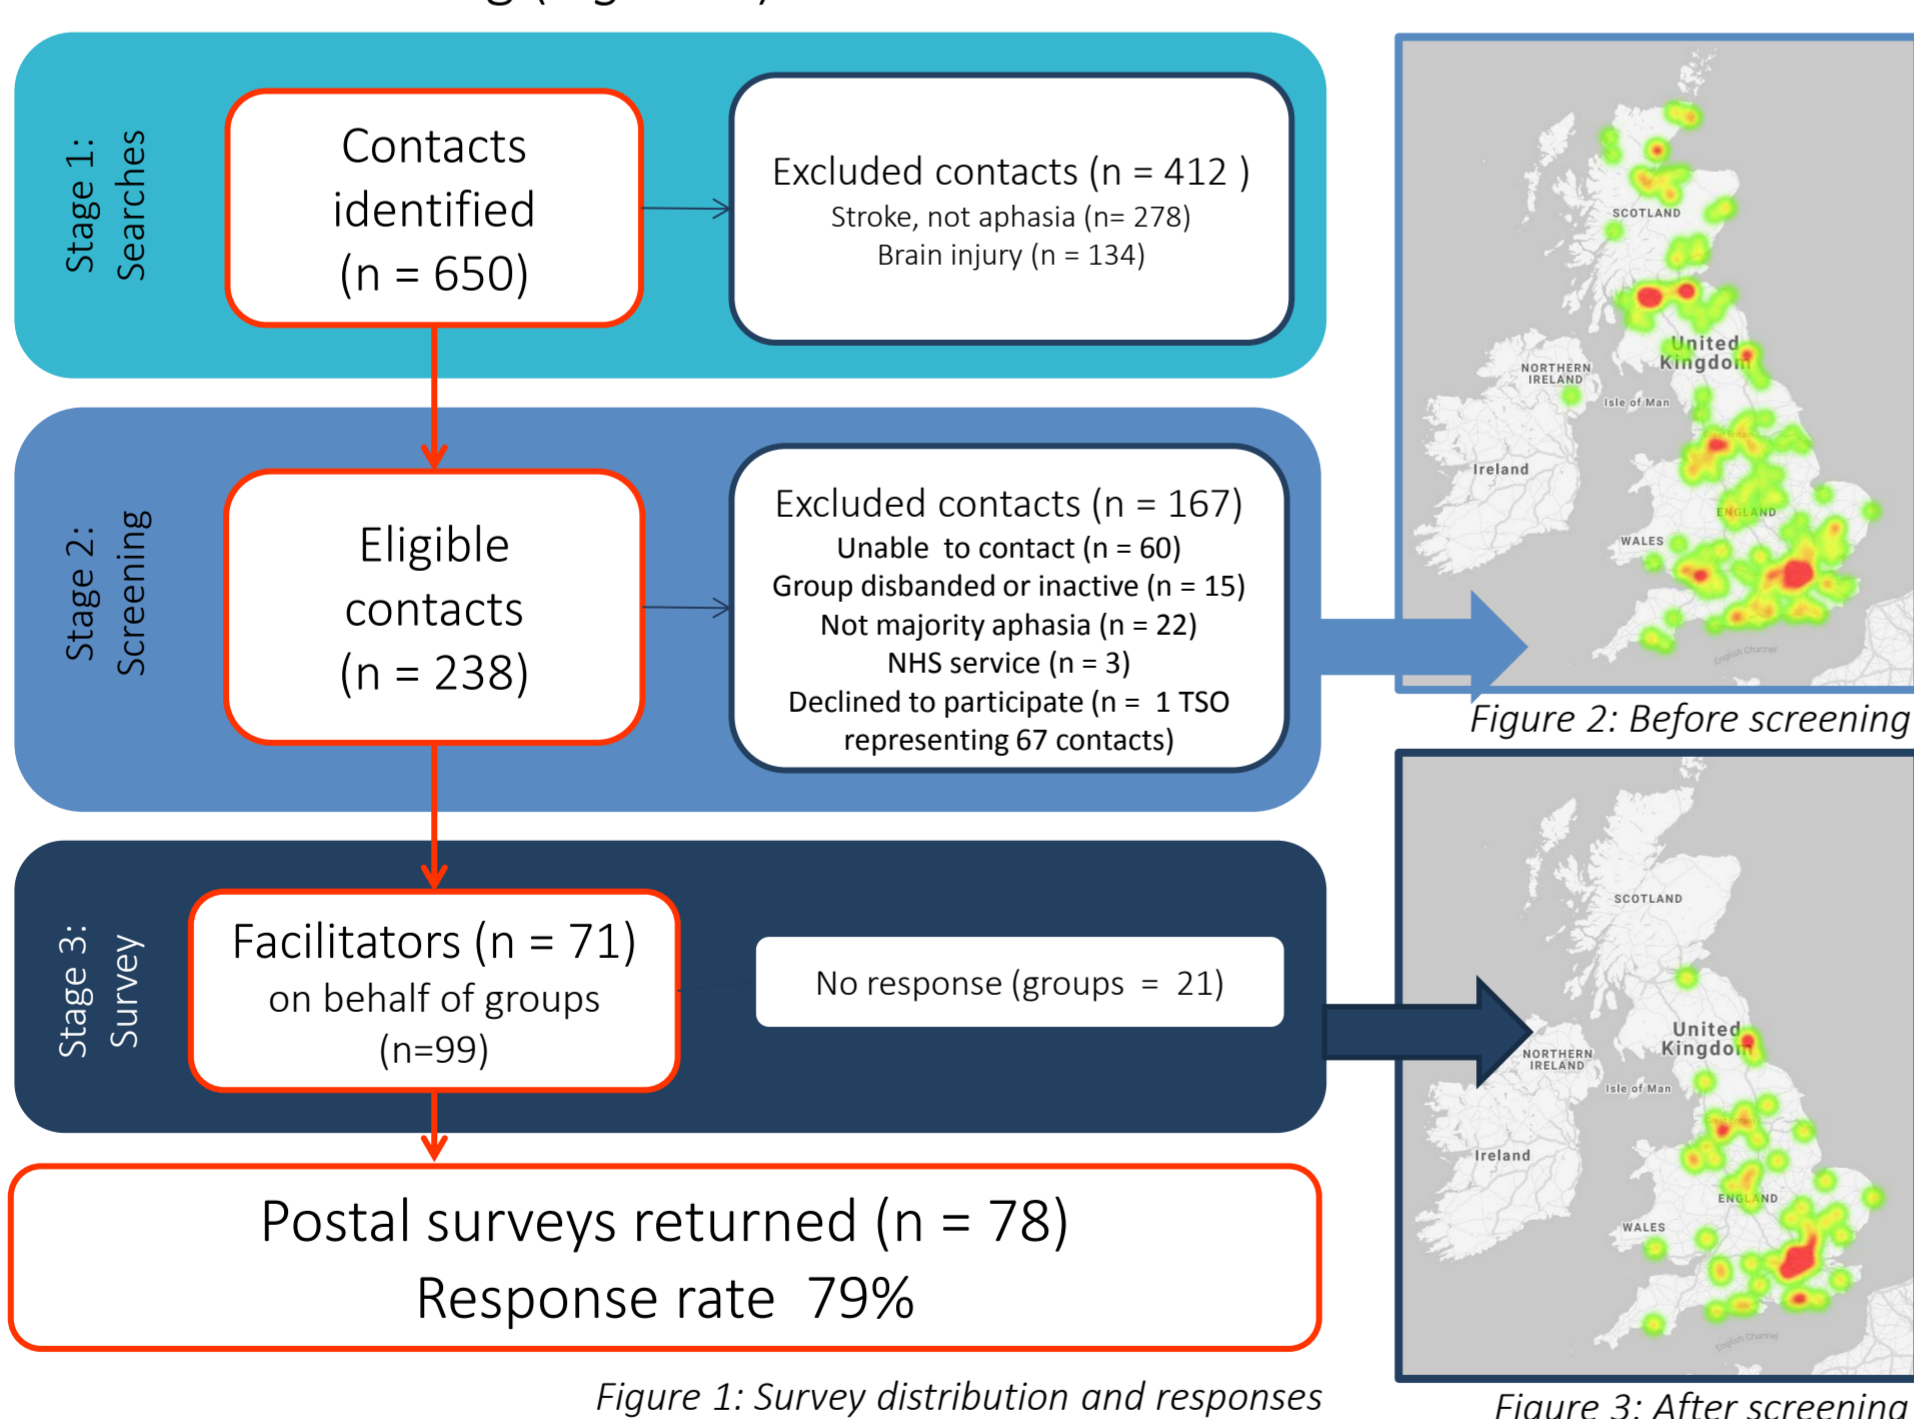 Stage 1:
Searches
Contacts
identified
(n = 650)
Excluded contacts (n = 412 )
Stroke, not aphasia (n= 278)
Brain injury (n = 134)
Stage 2:
Screening
Eligible
contacts
(n = 238)
Excluded contacts (n = 167)
Unable  to contact (n = 60)
Group disbanded or inactive (n = 15)
Not majority aphasia (n = 22)
NHS service (n = 3)
Declined to participate (n =  1 TSO
representing 67 contacts)
Stage 3:
Survey
Facilitators (n = 71)
on behalf of groups
(n=99)
No response (groups  =  21)
Postal surveys returned (n = 78)
Response rate  79%
Figure 1: Survey distribution and responses
SCOTLAND
United
Kingdom
NORTHERN
IRELAND
Isle of Man
Ireland
ENGLAND
WALES
English Channel
Figure 2: Before screening
SCOTLAND
United
Kingdom
NORTHERN
IRELAND
Isle of Man
Ireland
ENGLAND
WALES
English Channel
Figure 3: After screening